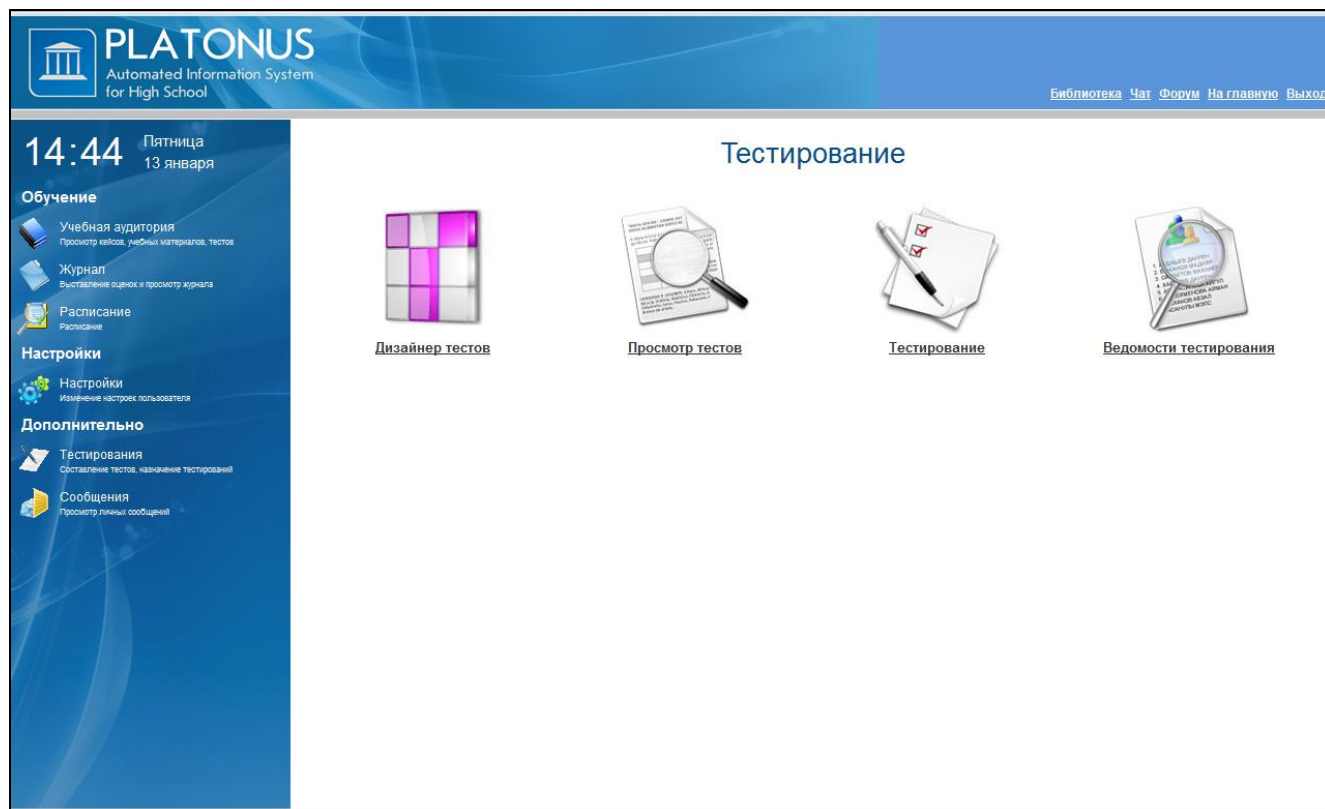 PLATONUS
Automated Information System
for High School
Библиотека Чат Форум На главную Выход
14:44
Пятница
13 января
Обучение
Учебная аудитория
Просмотр кейсов, учебных материалов, тестов
Журнал
Выставление оценок и просмотр журнала
Расписание
Расписание
Настройки
Настройки
Изменение настроек пользователя
Дополнительно
Тестирования
Составление тестов, назначение тестирований
Сообщения
Просмотр личных сообщений
Тестирование
Дизайнер тестов
Просмотр тестов
Тестирование
Ведомости тестирования